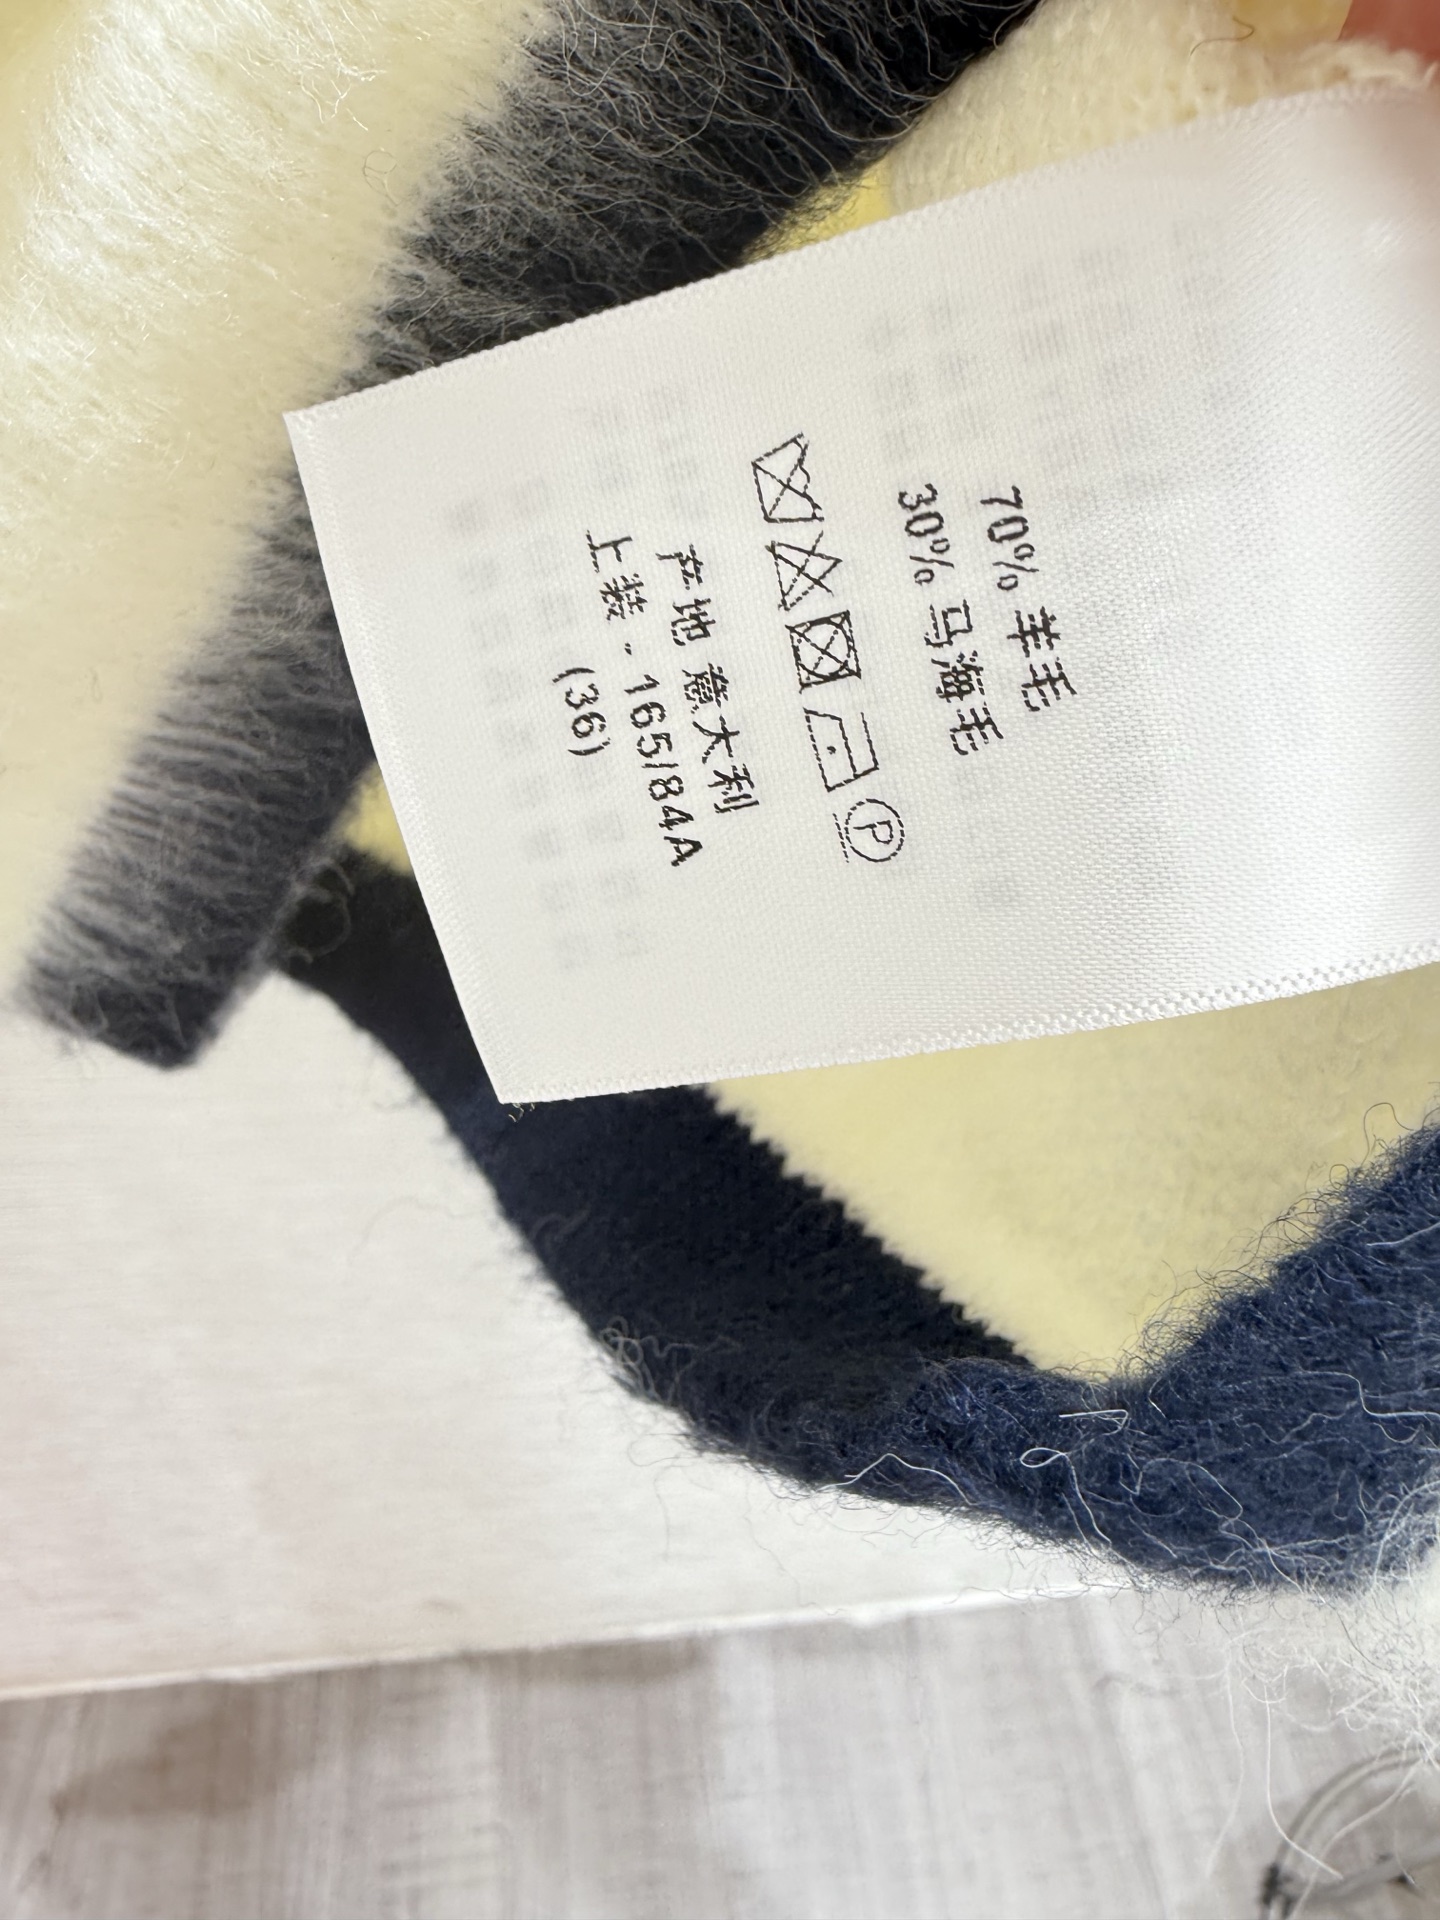 70% 羊毛
30% 马海毛
P
产地 意大利
上装 - 165/84A
(36)